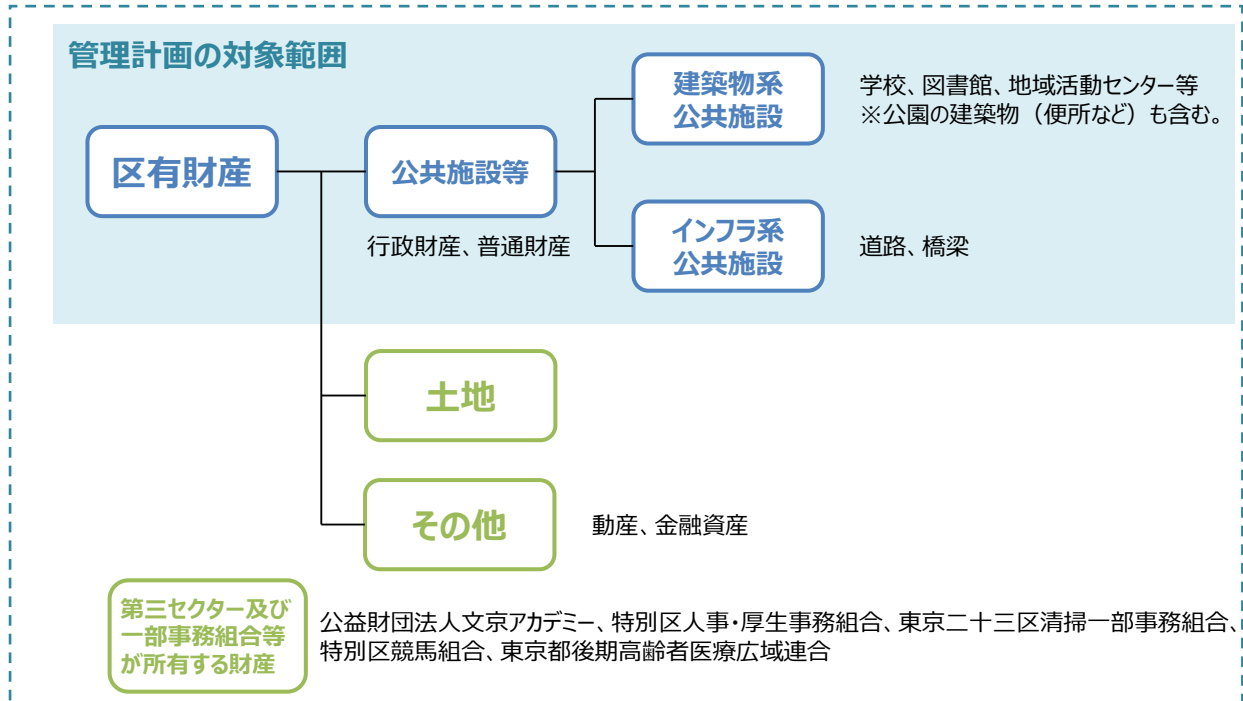 管理計画の対象範囲
区有財産
公共施設等
行政財産、普通財産
建築物系
公共施設
学校、図書館、地域活動センター等
※公園の建築物（便所など）も含む。
インフラ系
公共施設
道路、橋梁
土地
その他
動産、金融資産
第三セクター及び
一部事務組合等
が所有する財産
公益財団法人文京アカデミー、特別区人事・厚生事務組合、東京二十三区清掃一部事務組合、
特別区競馬組合、東京都後期高齢者医療広域連合